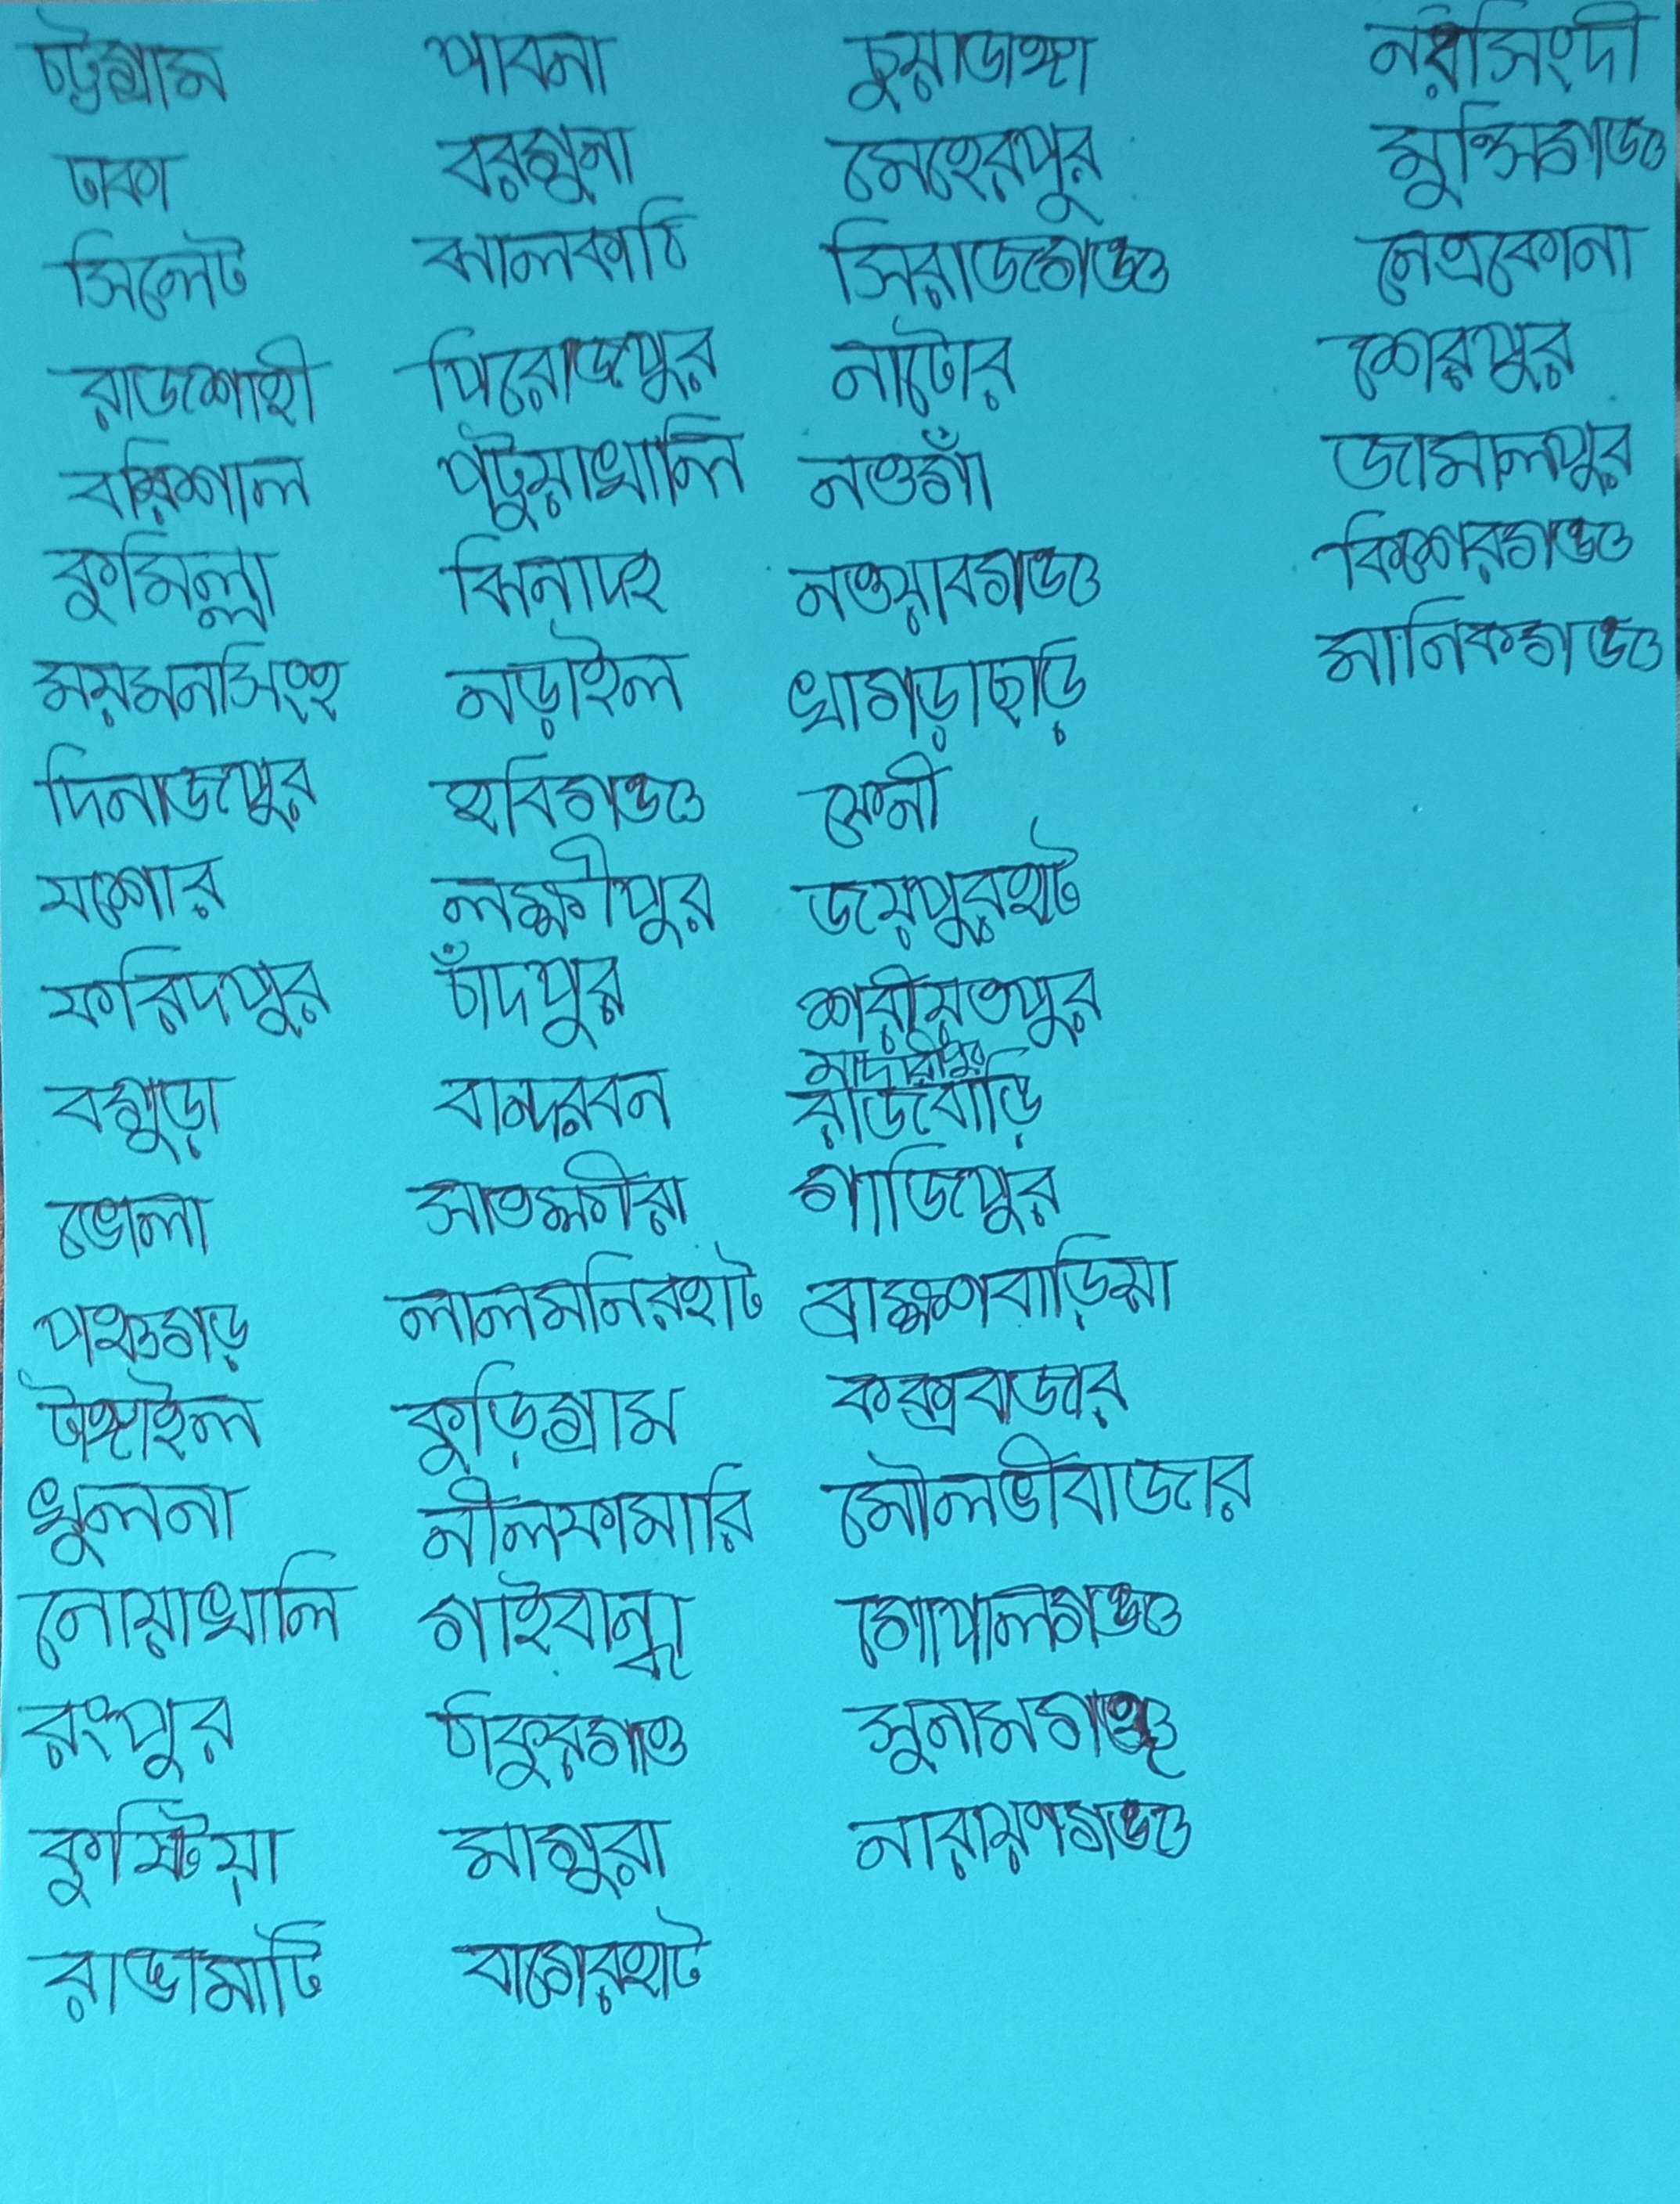 চট্টগ্রাম
ঢাকা
সিলেট
রাজশাহী
বরিশাল
কুমিল্লা
ময়মনসিংহ
দিনাজপুর
যশোর
ফরিদপুর
বগুড়া
ভোলা
পঞ্চগড়
টাঙ্গাইল
খুলনা
নোয়াখালি
রংপুর
কুস্টিয়া
রাঙামাটি
পাবনা
বরগুনা
ঝালকাঠি
পিরোজপুর
পটুয়াখালি
ঝিনাদহ
নড়াইল
হবিগঞ্জ
লক্ষীপুর
চাঁদপুর
বান্দরবন
সাতক্ষীরা
লালমনিরহাট
কুড়িগ্রাম
নীলফামারি
গাইবান্ধা
ঠাকুরগাও
মাগুরা
বাগেরহাট
চুয়াডাঙ্গা
মেহেরপুর
সিরাজগেঞ্জ
নাটোর
নওগাঁ
নওয়াবগঞ্জ
খাগড়াছড়ি
ফেনী
জয়পুরহাট
শরীয়তপুর
মাদারীপুর
রাজবাড়ি
গাজিপুর
ব্রাহ্মণবাড়িয়া
কক্সবাজার
মৌলভীবাজার
গোপালগঞ্জ
সুনামগঞ্জ
নারায়ণগঞ্জ
নরসিংদী
মুন্সিগঞ্জ
নেত্রকোনা
শেরপুর
জামালপুর
কিশোরগঞ্জ
মানিকগঞ্জ